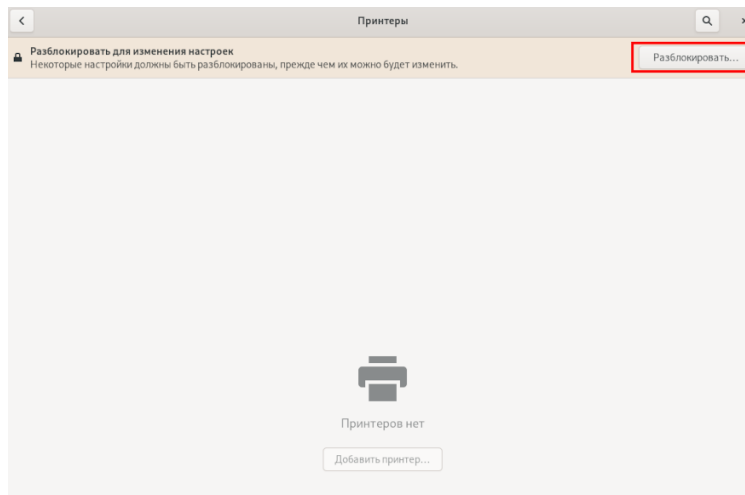 Принтеры
Разблокировать для изменения настроек
Некоторые настройки должны быть разблокированы, прежде чем их можно будет изменить.
Разблокировать...
Принтеров нет
Добавить принтер...